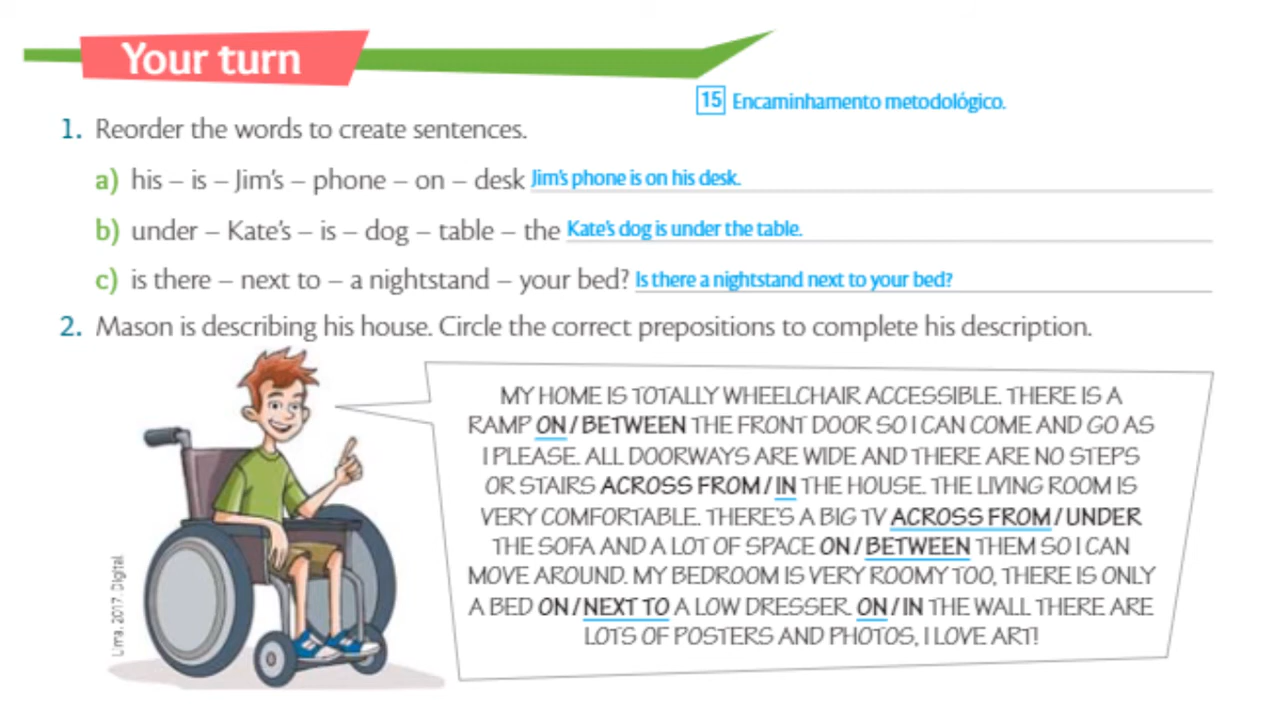 Your turn
15 Encaminhamento metodológico.
1. Reorder the words to create sentences.
a) his – is – Jim's – phone – on – desk Jim's phone is on his desk.
b) under – Kate's – is – dog – table – the Kate's dog is under the table.
c) is there – next to – a nightstand – your bed? Is there a nightstand next to your bed?
2. Mason is describing his house. Circle the correct prepositions to complete his description.
MY HOME IS TOTALLY WHEELCHAIR ACCESSIBLE. THERE IS A
RAMP ON / BETWEEN THE FRONT DOOR SO I CAN COME AND GO AS
I PLEASE. ALL DOORWAYS ARE WIDE AND THERE ARE NO STEPS
OR STAIRS ACROSS FROM / IN THE HOUSE. THE LIVING ROOM IS
VERY COMFORTABLE. THERE'S A BIG TV ACROSS FROM / UNDER
THE SOFA AND A LOT OF SPACE ON / BETWEEN THEM SO I CAN
MOVE AROUND. MY BEDROOM IS VERY ROOMY TOO, THERE IS ONLY
A BED ON / NEXT TO A LOW DRESSER. ON / IN THE WALL THERE ARE
LOTS OF POSTERS AND PHOTOS, I LOVE ART!
Lima. 2017. Digital.